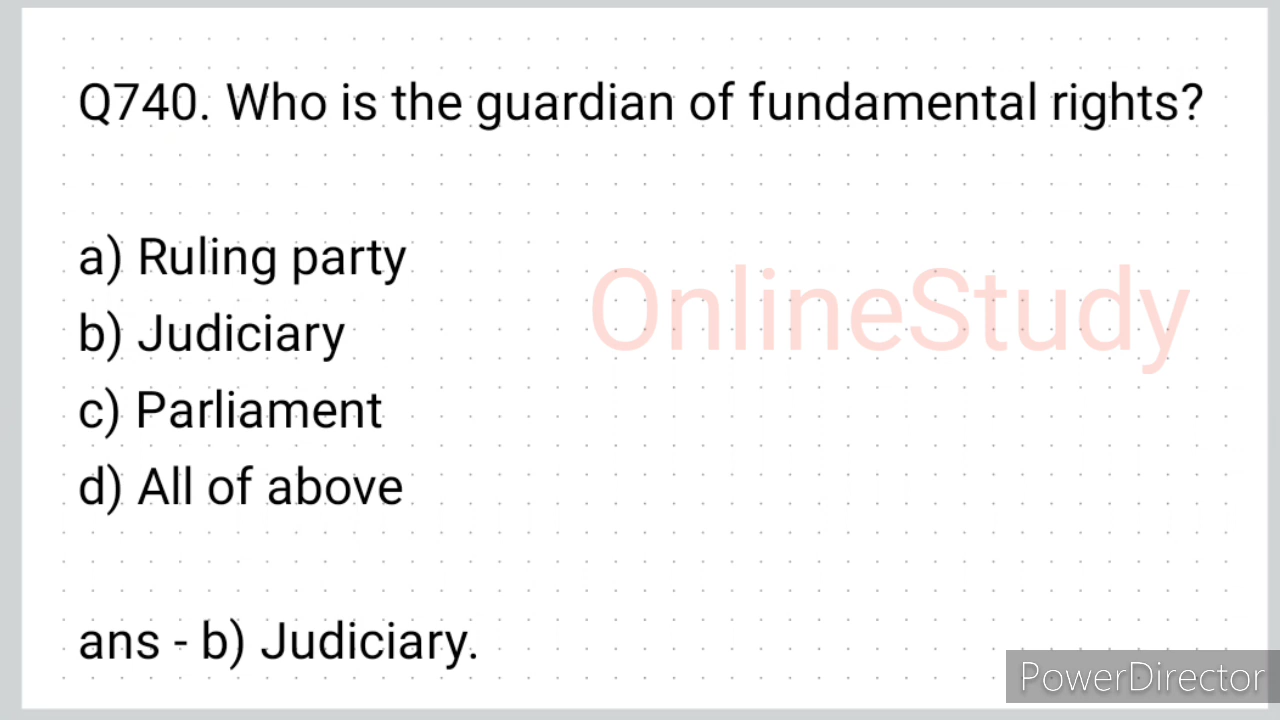 Q740. Who is the guardian of fundamental rights?
a) Ruling party
OnlineStudy
b) Judiciary
c) Parliament
d) All of above
ans - b) Judiciary.
PowerDirector